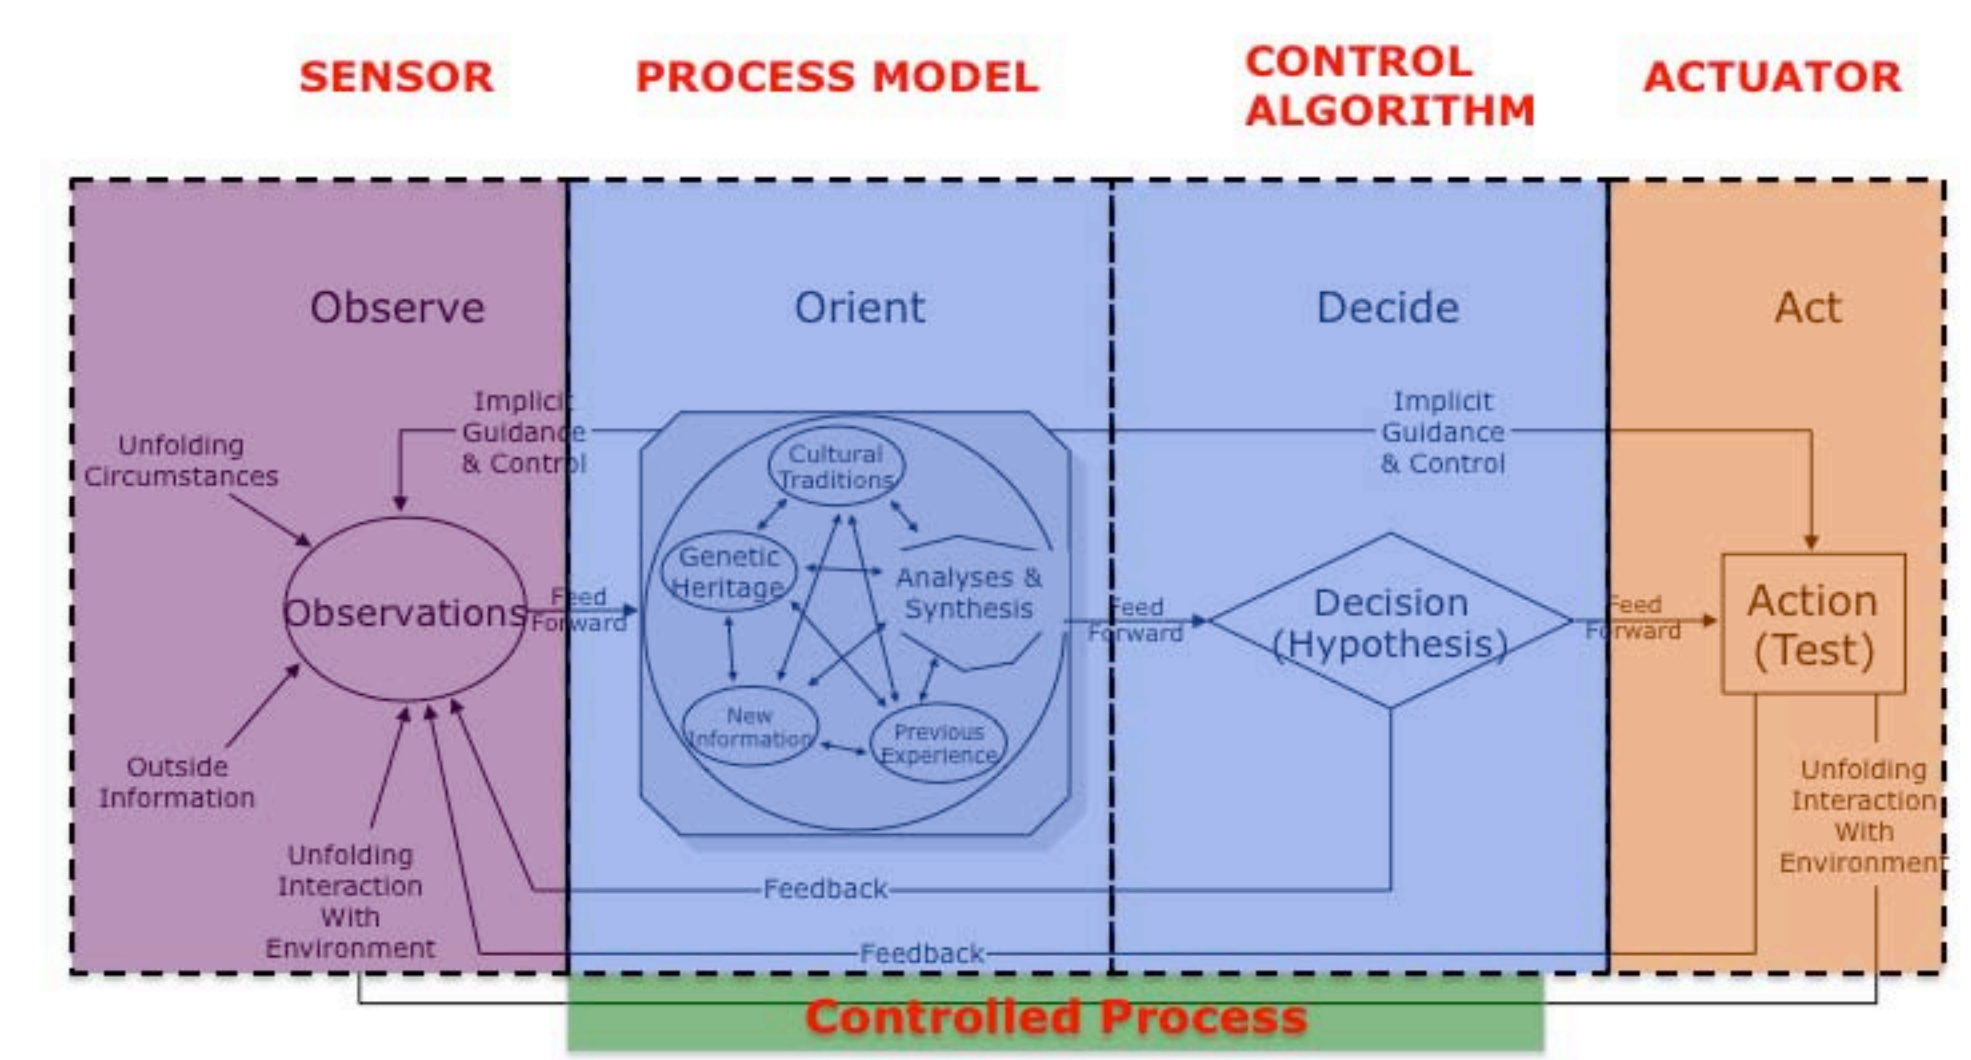 SENSOR
PROCESS MODEL
CONTROL
ALGORITHM
ACTUATOR
Observe
Orient
Decide
Act
Implicit
Guidance
& Control
Implicit
Guidance
& Control
Unfolding
Circumstances
Observations
Outside
Information
Unfolding
Interaction
With
Environment
Feed
Forward
Cultural
Traditions
Genetic
Heritage
Analyses &
Synthesis
New
Information
Previous
Experience
Feed
Forward
Decision
(Hypothesis)
Feed
Forward
Action
(Test)
Unfolding
Interaction
With
Environment
Feedback
Feedback
Controlled Process